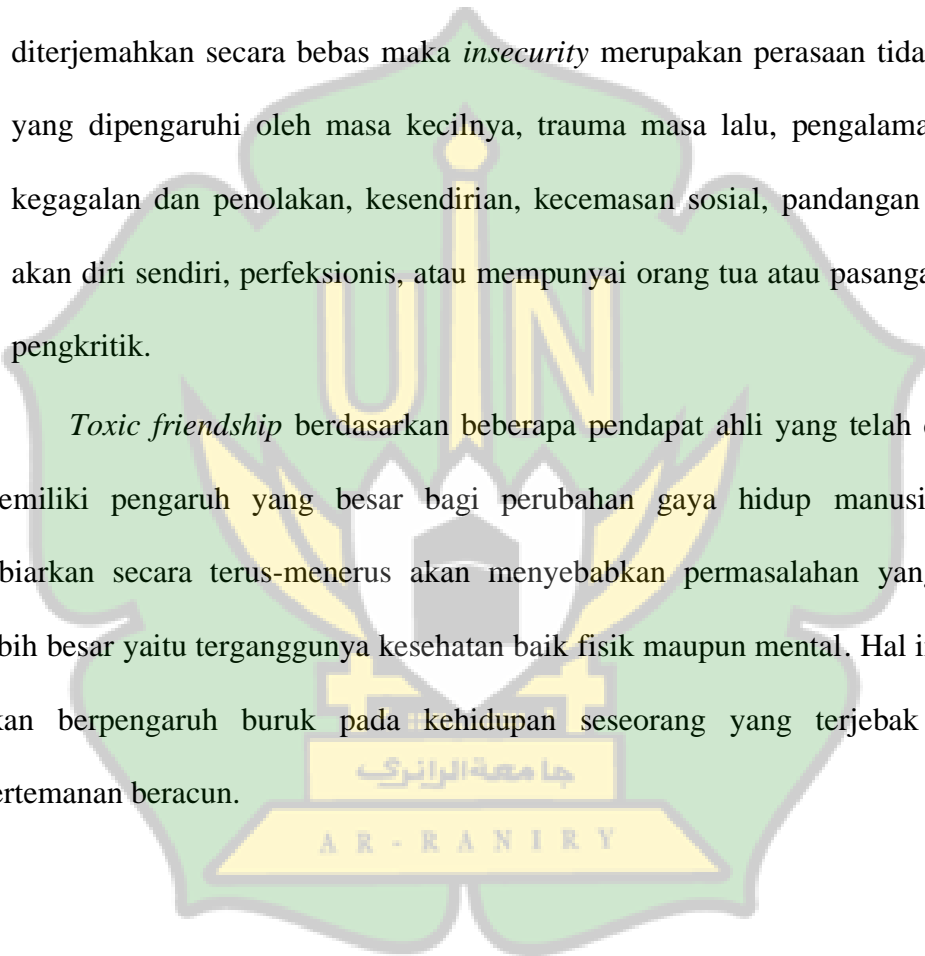 diterjemahkan secara bebas maka insecurity merupakan perasaan tida
yang dipengaruhi oleh masa kecilnya, trauma masa lalu, pengalama
kegagalan dan penolakan, kesendirian, kecemasan sosial, pandangan
akan diri sendiri, perfeksionis, atau mempunyai orang tua atau pasanga
pengkritik.
Toxic friendship berdasarkan beberapa pendapat ahli yang telah
emiliki pengaruh yang besar bagi perubahan gaya hidup manusi
biarkan secara terus-menerus akan menyebabkan permasalahan yang
bih besar yaitu terganggunya kesehatan baik fisik maupun mental. Hal i
kan berpengaruh buruk pada kehidupan seseorang yang terjebak
ertemanan beracun.
UIN
جامعة الرانري
AR-RANIRY